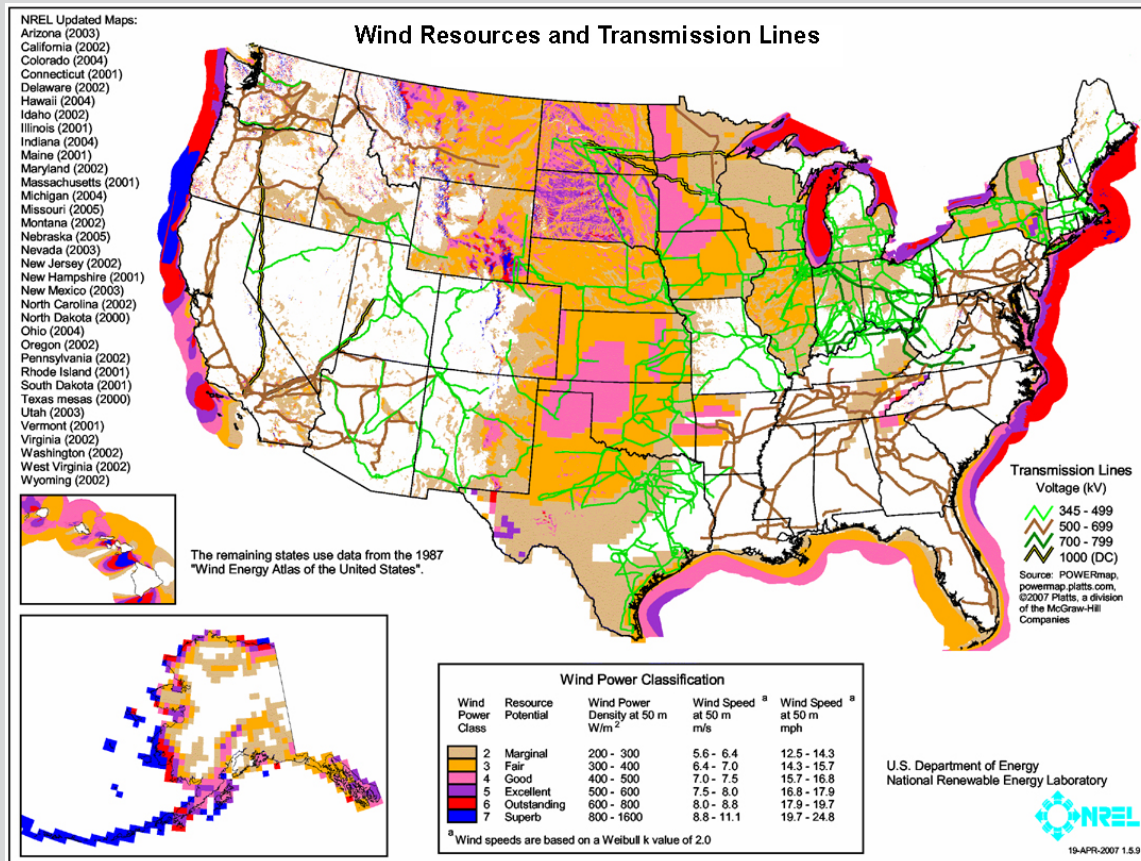 Wind Resources and Transmission Lines
NREL Updated Maps:
Arizona (2003)
California (2002)
Colorado (2004)
Connecticut (2001)
Delaware (2002)
Hawaii (2004)
Idaho (2002)
Illinois (2001)
Indiana (2004)
Maine (2001)
Maryland (2002)
Massachusetts (2001)
Michigan (2004)
Missouri (2005)
Montana (2002)
Nebraska (2005)
Nevada (2003)
New Jersey (2002)
New Hampshire (2001)
New Mexico (2003)
North Carolina (2002)
North Dakota (2000)
Ohio (2004)
Oregon (2002)
Pennsylvania (2002)
Rhode Island (2001)
South Dakota (2001)
Texas mesas (2000)
Utah (2003)
Vermont (2001)
Virginia (2002)
Washington (2002)
West Virginia (2002)
Wyoming (2002)
The remaining states use data from the 1987
"Wind Energy Atlas of the United States".
Transmission Lines
Voltage (kV)
345 - 499
500 - 699
700 - 799
1000 (DC)
Source: POWERmap,
powermap.platts.com,
©2007 Platts, a division
of the McGraw-Hill
Companies
Wind Power Classification
Wind Power Class Resource Potential Wind Power Density at 50 m W/m² Wind Speed ᵃ at 50 m m/s Wind Speed ᵃ at 50 m mph
2 Marginal 200 - 300 5.6 - 6.4 12.5 - 14.3
3 Fair 300 - 400 6.4 - 7.0 14.3 - 15.7
4 Good 400 - 500 7.0 - 7.5 15.7 - 16.8
5 Excellent 500 - 600 7.5 - 8.0 16.8 - 17.9
6 Outstanding 600 - 800 8.0 - 8.8 17.9 - 19.7
7 Superb 800 - 1600 8.8 - 11.1 19.7 - 24.8
ᵃ Wind speeds are based on a Weibull k value of 2.0
U.S. Department of Energy
National Renewable Energy Laboratory
NREL
19-APR-2007 1.5.9